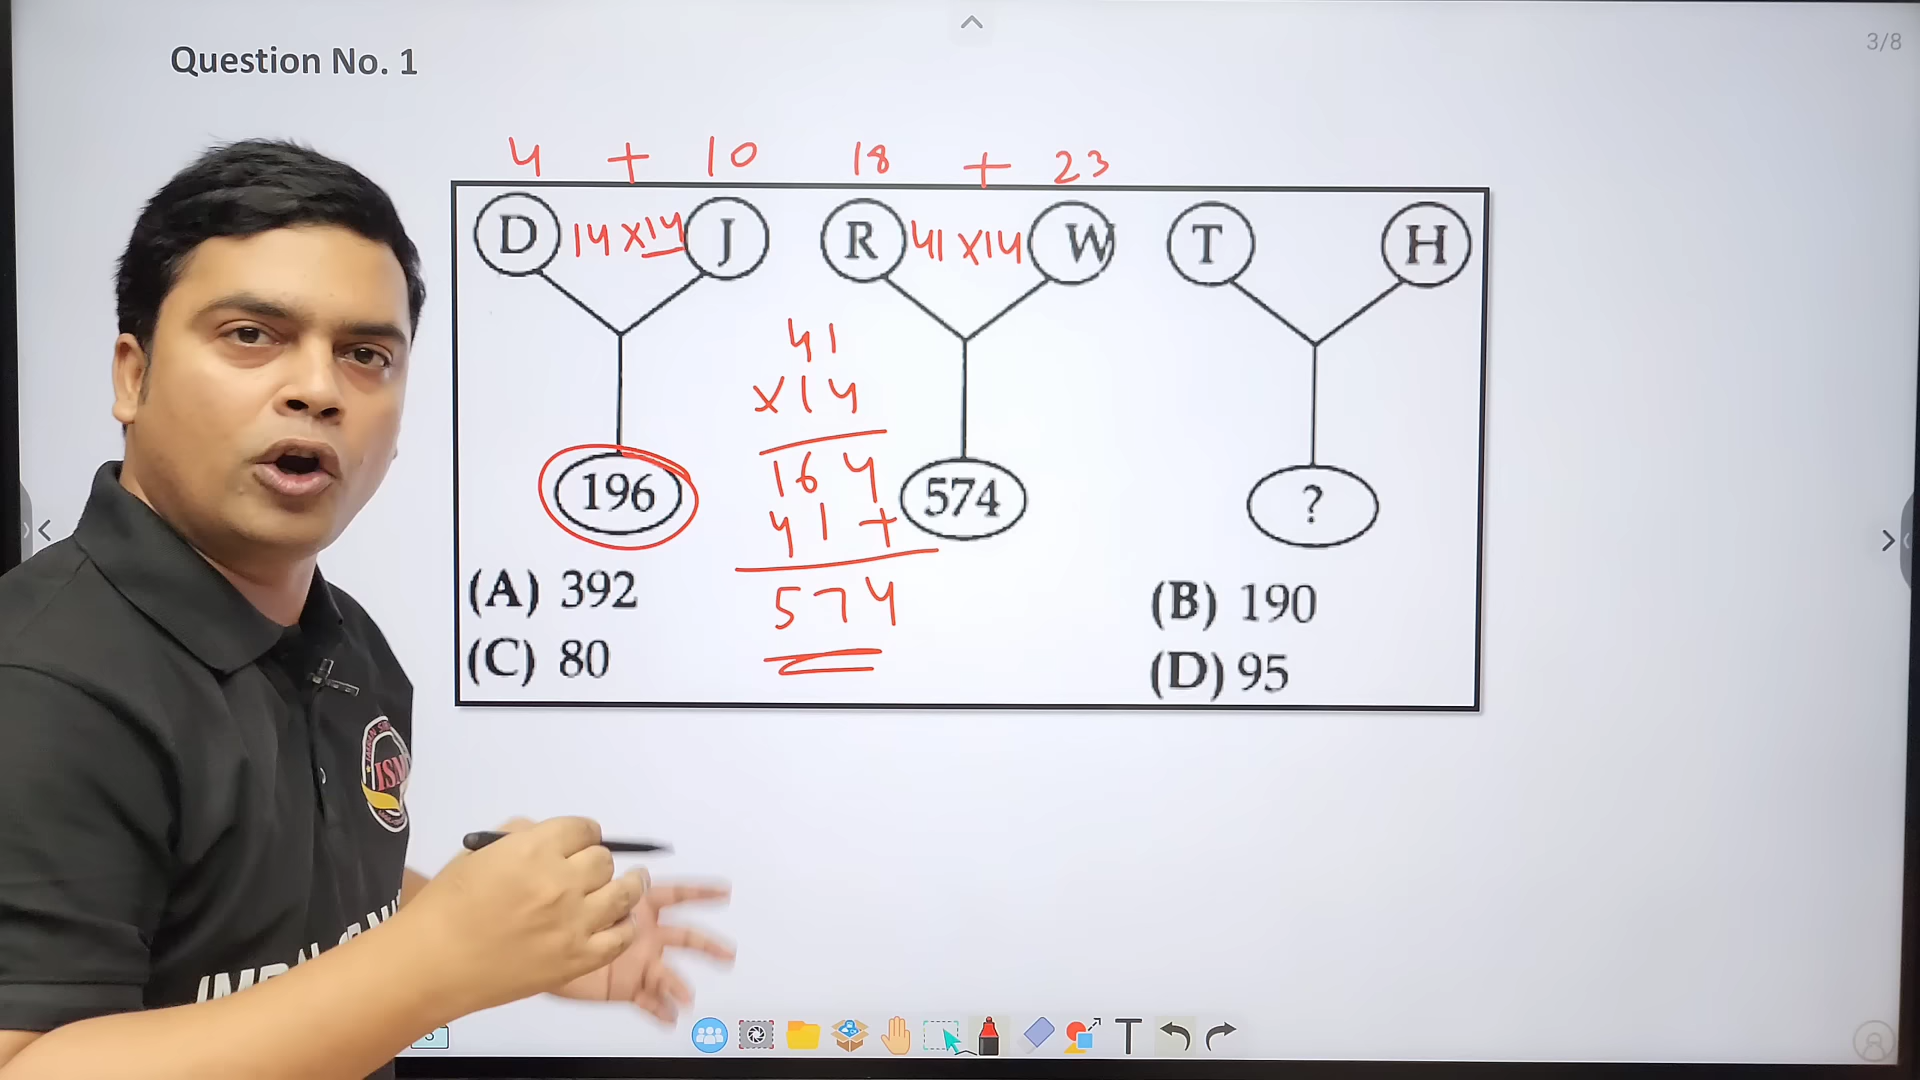 Question No. 1
3/8
4 + 10 18 + 23
D 14 x 14 J R 41 x 14 W T H
41
x 14
164
41 +
574
196 574 ?
(A) 392 (B) 190
(C) 80 (D) 95
ISM
T